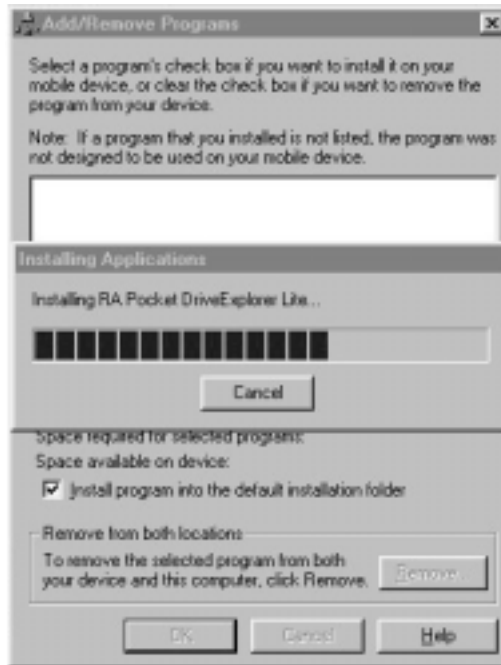 Add/Remove Programs
Select a program's check box if you want to install it on your
mobile device, or clear the check box if you want to remove the
program from your device.
Note: If a program that you installed is not listed, the program was
not designed to be used on your mobile device.
Installing Applications
Installing RA Pocket DriveExplorer Lite...
Cancel
Space required for selected programs:
Space available on device:
Install program into the default installation folder
Remove from both locations
To remove the selected program from both
your device and this computer, click Remove.
Remove...
OK
Cancel
Help